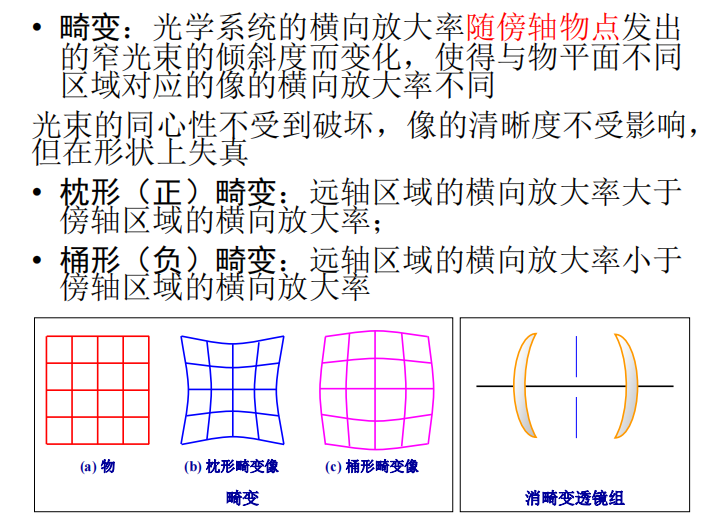 • 畸变：光学系统的横向放大率随傍轴物点发出
的窄光束的倾斜度而变化，使得与物平面不同
区域对应的像的横向放大率不同
光束的同心性不受到破坏，像的清晰度不受影响，
但在形状上失真
• 枕形（正）畸变：远轴区域的横向放大率大于
傍轴区域的横向放大率；
• 桶形（负）畸变：远轴区域的横向放大率小于
傍轴区域的横向放大率
(a) 物
(b) 枕形畸变像
(c) 桶形畸变像
畸变
消畸变透镜组